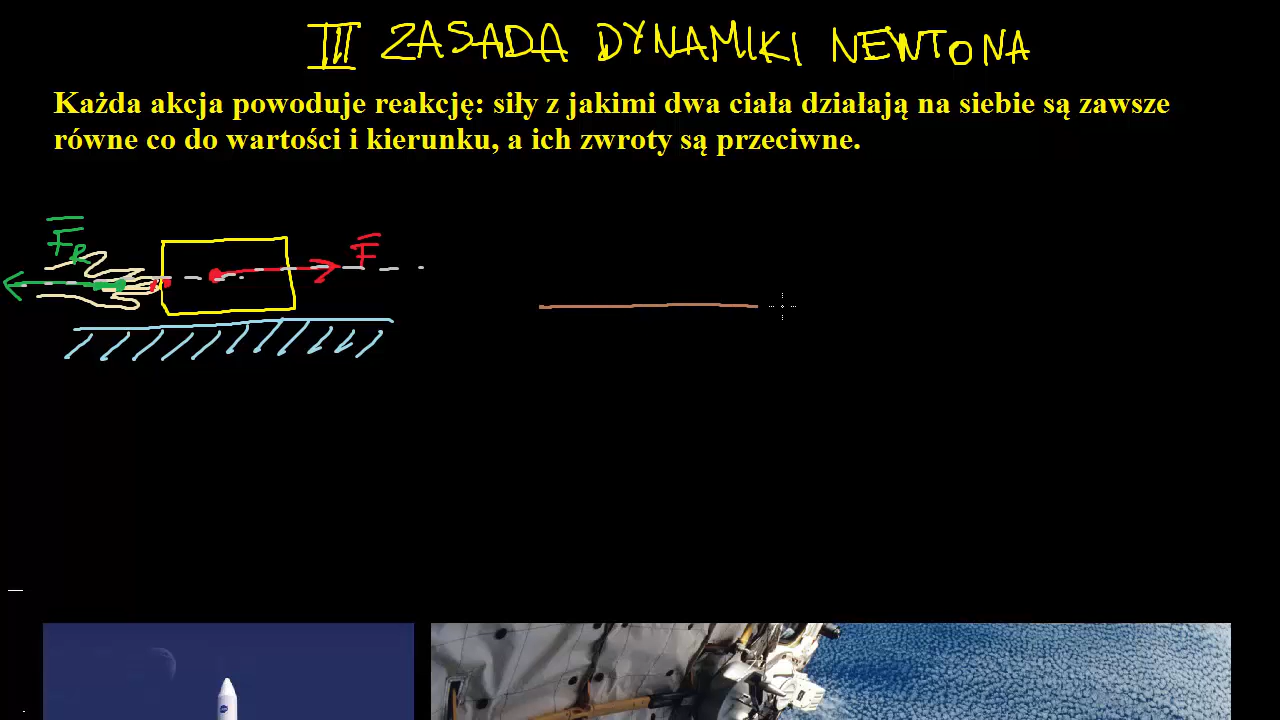 III ZASADA DYNAMIKI NEWTONA
Każda akcja powoduje reakcję: siły z jakimi dwa ciała działają na siebie są zawsze
równe co do wartości i kierunku, a ich zwroty są przeciwne.
F_R
F